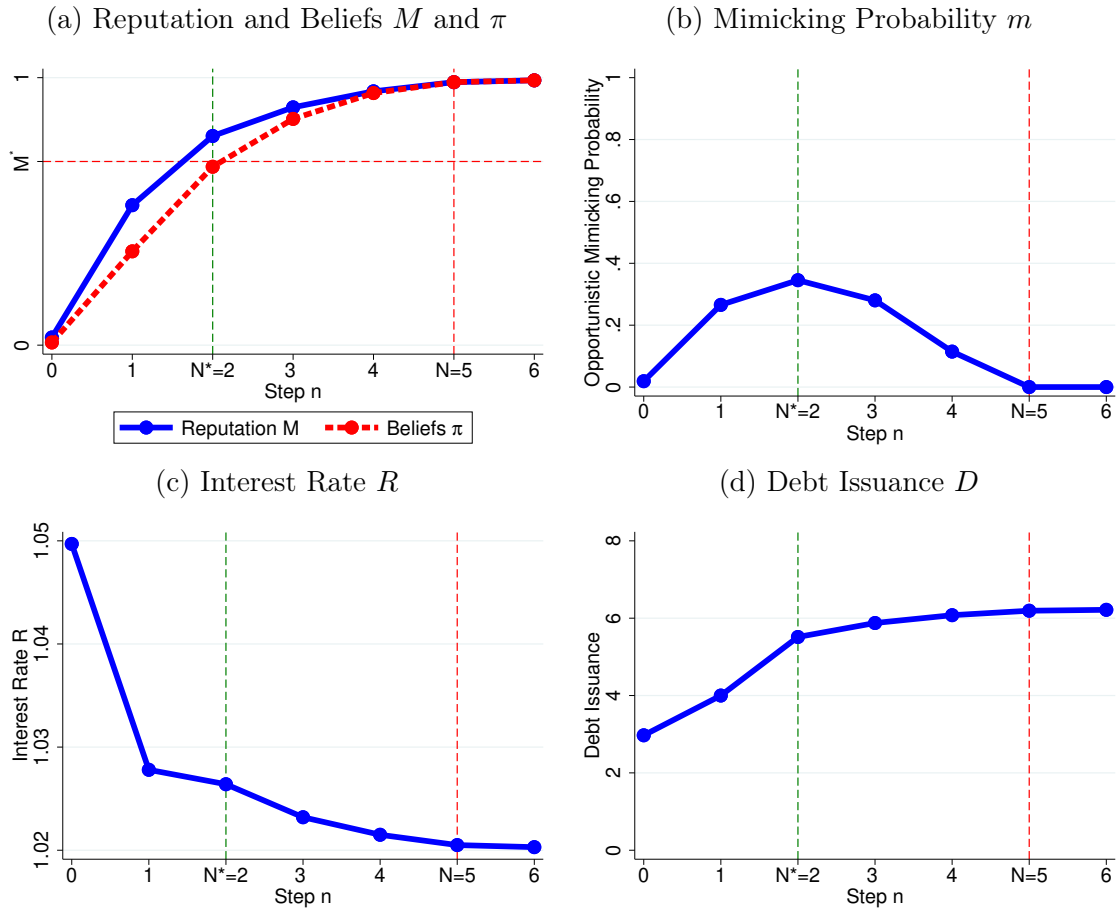 (a) Reputation and Beliefs M and π
1
M*
0
0 1 N*=2 3 4 N=5 6
Step n
Reputation M Beliefs π
(b) Mimicking Probability m
Opportunistic Mimicking Probability
1
.8
.6
.4
.2
0
0 1 N*=2 3 4 N=5 6
Step n
(c) Interest Rate R
Interest Rate R
1.05
1.04
1.03
1.02
0 1 N*=2 3 4 N=5 6
Step n
(d) Debt Issuance D
Debt Issuance
8
6
4
2
0
0 1 N*=2 3 4 N=5 6
Step n